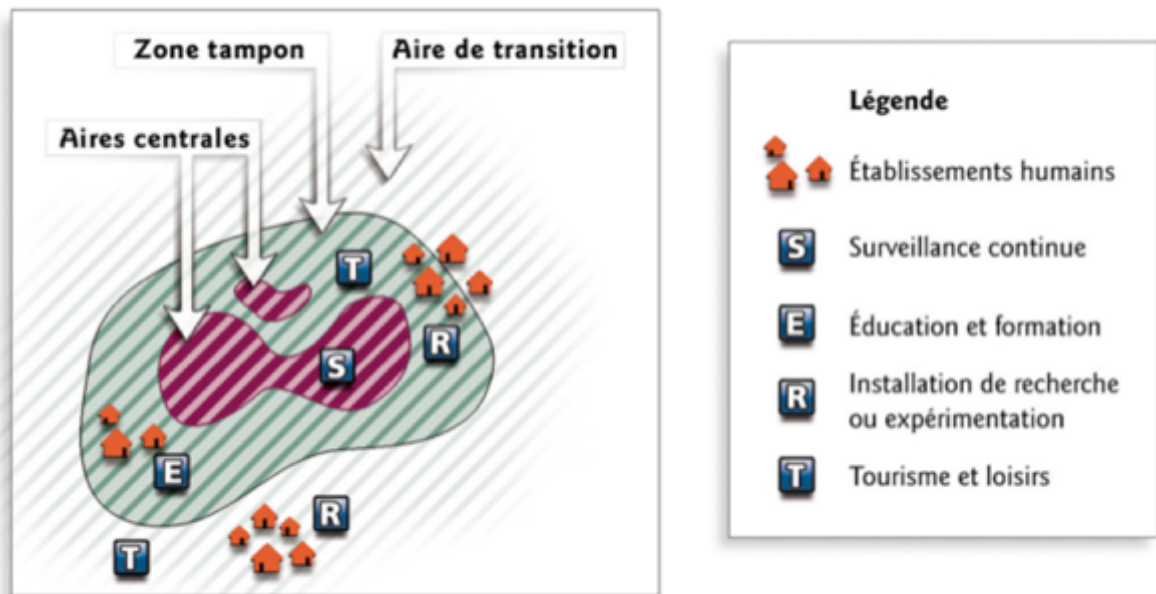 Zone tampon
Aire de transition
Aires centrales
T
R
S
E
R
T
Légende
Établissements humains
S Surveillance continue
E Éducation et formation
R Installation de recherche
ou expérimentation
T Tourisme et loisirs